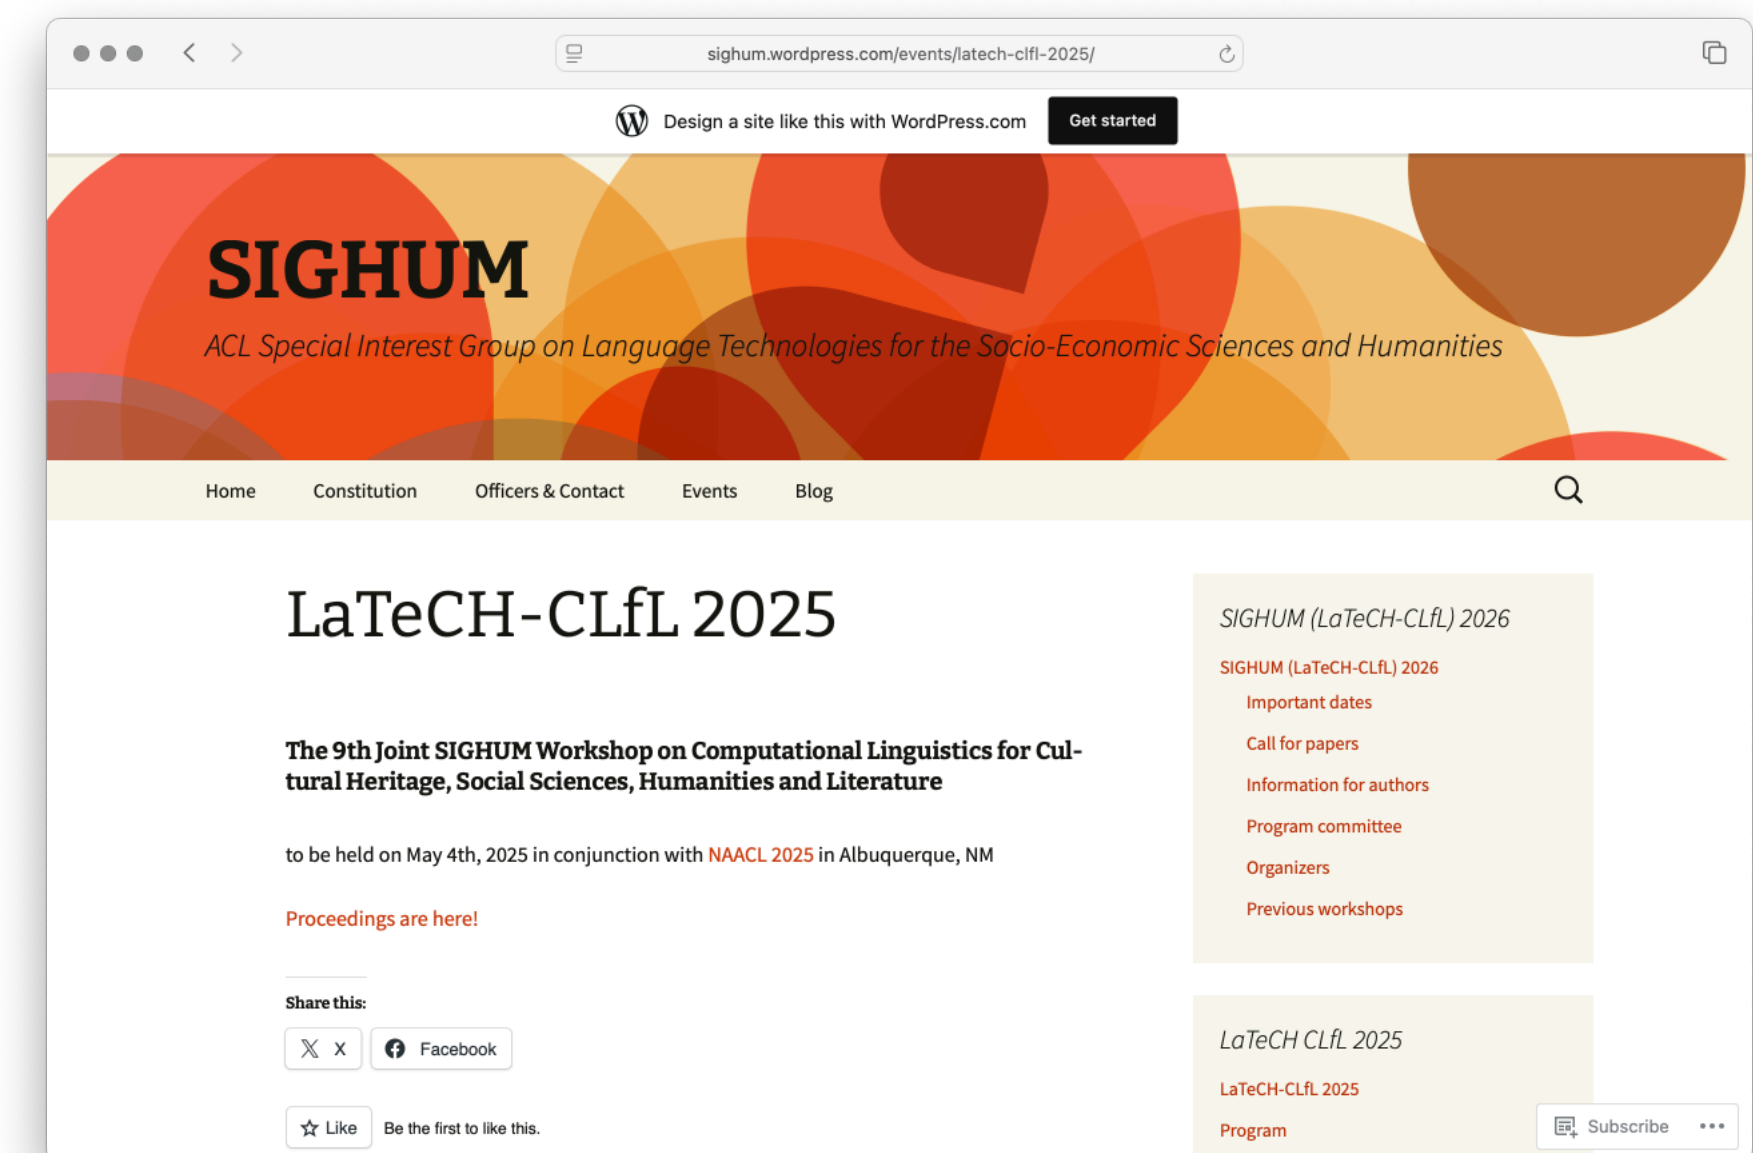 sighum.wordpress.com/events/latech-clfl-2025/
Design a site like this with WordPress.com
Get started
SIGHUM
ACL Special Interest Group on Language Technologies for the Socio-Economic Sciences and Humanities
Home Constitution Officers & Contact Events Blog
LaTeCH-CLfL 2025
The 9th Joint SIGHUM Workshop on Computational Linguistics for Cul-
tural Heritage, Social Sciences, Humanities and Literature
to be held on May 4th, 2025 in conjunction with NAACL 2025 in Albuquerque, NM
Proceedings are here!
Share this:
X Facebook
Like Be the first to like this.
SIGHUM (LaTeCH-CLfL) 2026
SIGHUM (LaTeCH-CLfL) 2026
Important dates
Call for papers
Information for authors
Program committee
Organizers
Previous workshops
LaTeCH CLfL 2025
LaTeCH-CLfL 2025
Program
Subscribe